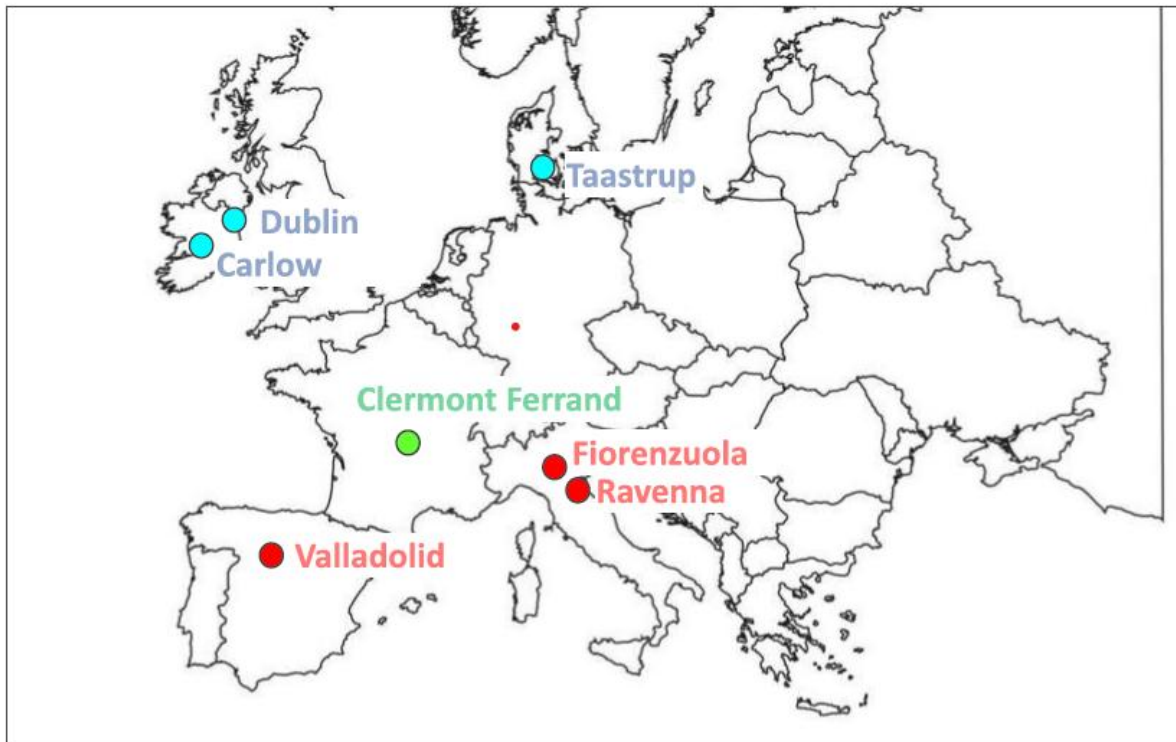 Taastrup
Dublin
Carlow
Clermont Ferrand
Fiorenzuola
Ravenna
Valladolid